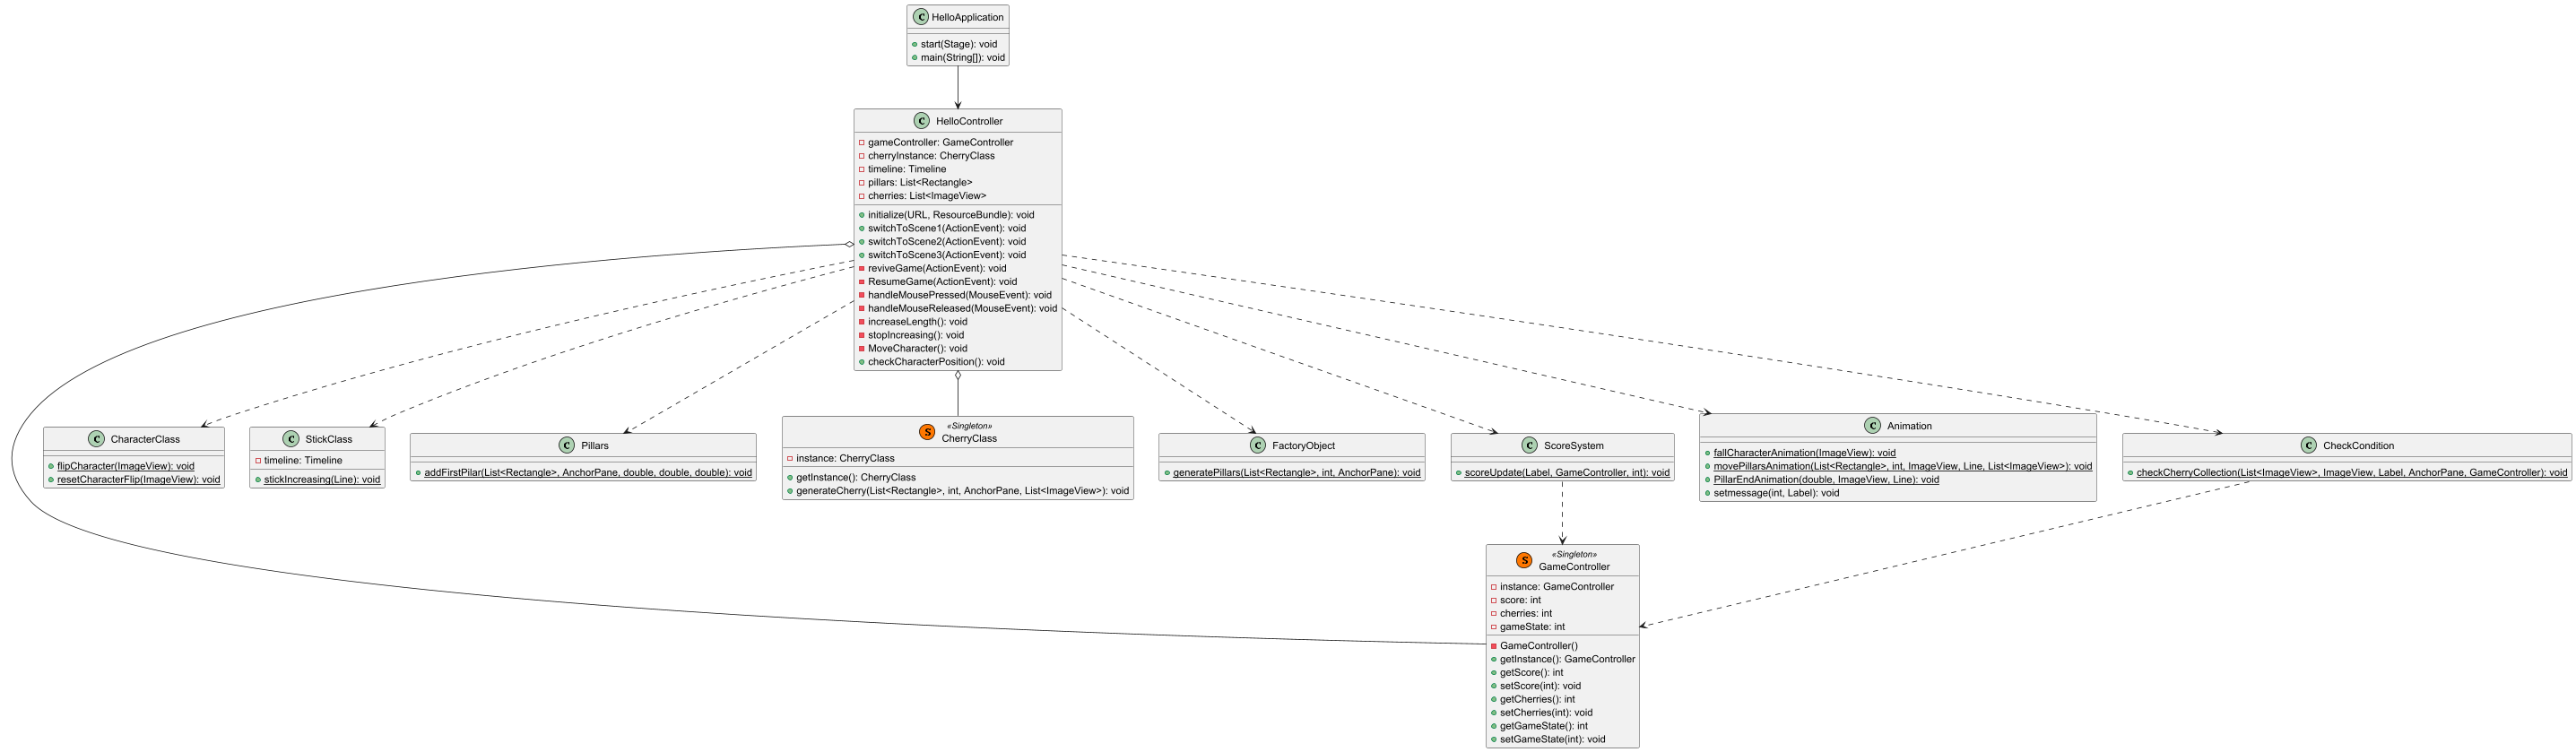 C HelloApplication
start(Stage): void
main(String[]): void
C HelloController
gameController: GameController
cherryInstance: CherryClass
timeline: Timeline
pillars: List<Rectangle>
cherries: List<ImageView>
initialize(URL, ResourceBundle): void
switchToScene1(ActionEvent): void
switchToScene2(ActionEvent): void
switchToScene3(ActionEvent): void
reviveGame(ActionEvent): void
ResumeGame(ActionEvent): void
handleMousePressed(MouseEvent): void
handleMouseReleased(MouseEvent): void
increaseLength(): void
stopIncreasing(): void
MoveCharacter(): void
checkCharacterPosition(): void
C CharacterClass
flipCharacter(ImageView): void
resetCharacterFlip(ImageView): void
C StickClass
timeline: Timeline
stickIncreasing(Line): void
C Pillars
addFirstPilar(List<Rectangle>, AnchorPane, double, double, double): void
S «Singleton»
CherryClass
instance: CherryClass
getInstance(): CherryClass
generateCherry(List<Rectangle>, int, AnchorPane, List<ImageView>): void
C FactoryObject
generatePillars(List<Rectangle>, int, AnchorPane): void
C ScoreSystem
scoreUpdate(Label, GameController, int): void
C Animation
fallCharacterAnimation(ImageView): void
movePillarsAnimation(List<Rectangle>, int, ImageView, Line, List<ImageView>): void
PillarEndAnimation(double, ImageView, Line): void
setmessage(int, Label): void
C CheckCondition
checkCherryCollection(List<ImageView>, ImageView, Label, AnchorPane, GameController): void
S «Singleton»
GameController
instance: GameController
score: int
cherries: int
gameState: int
GameController()
getInstance(): GameController
getScore(): int
setScore(int): void
getCherries(): int
setCherries(int): void
getGameState(): int
setGameState(int): void